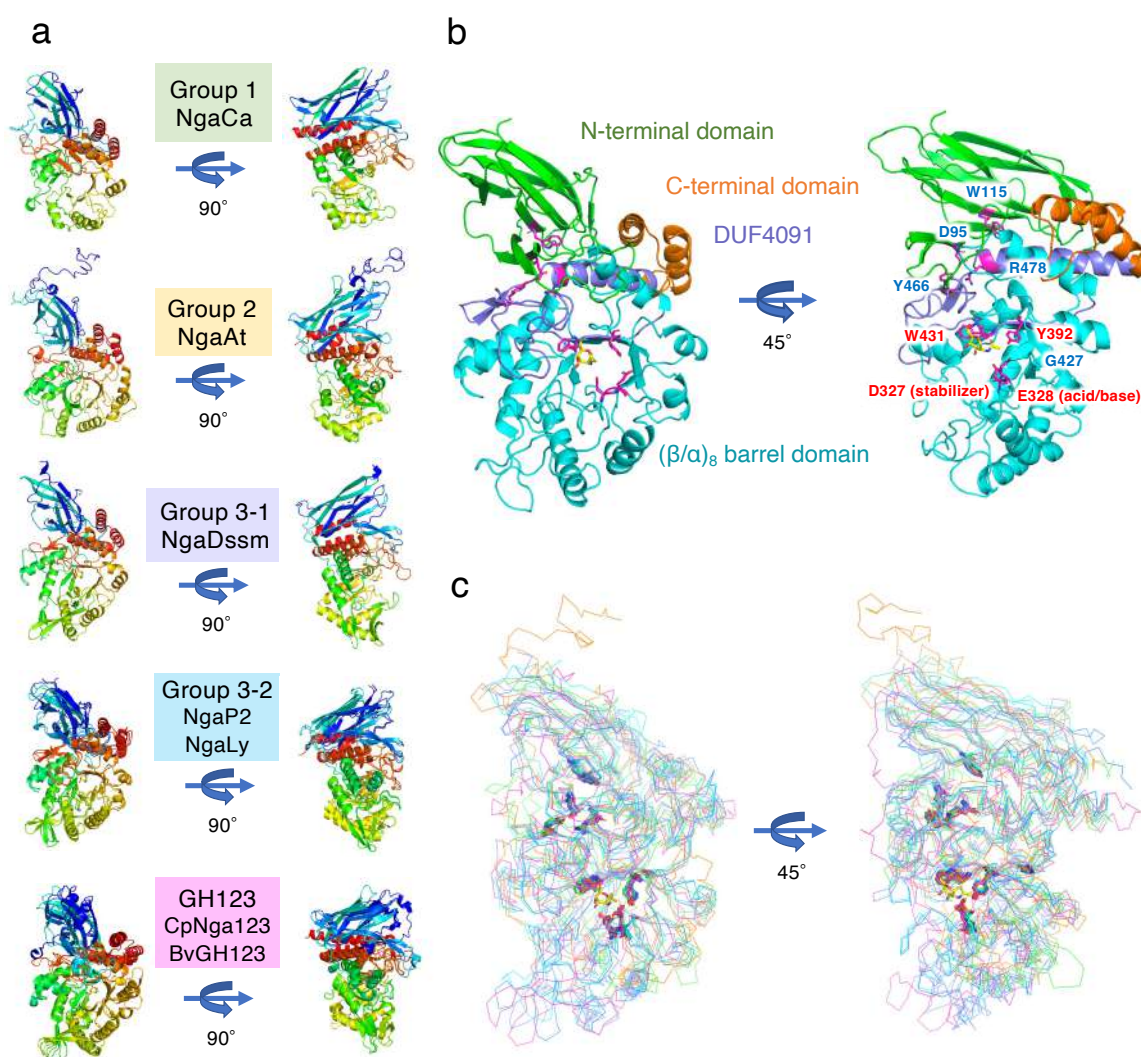 a
Group 1
NgaCa
90°
Group 2
NgaAt
90°
Group 3-1
NgaDssm
90°
Group 3-2
NgaP2
NgaLy
90°
GH123
CpNga123
BvGH123
90°
b
N-terminal domain
C-terminal domain
DUF4091
(β/α)8 barrel domain
45°
W115
D95
R478
Y466
W431
Y392
G427
D327 (stabilizer)
E328 (acid/base)
c
45°